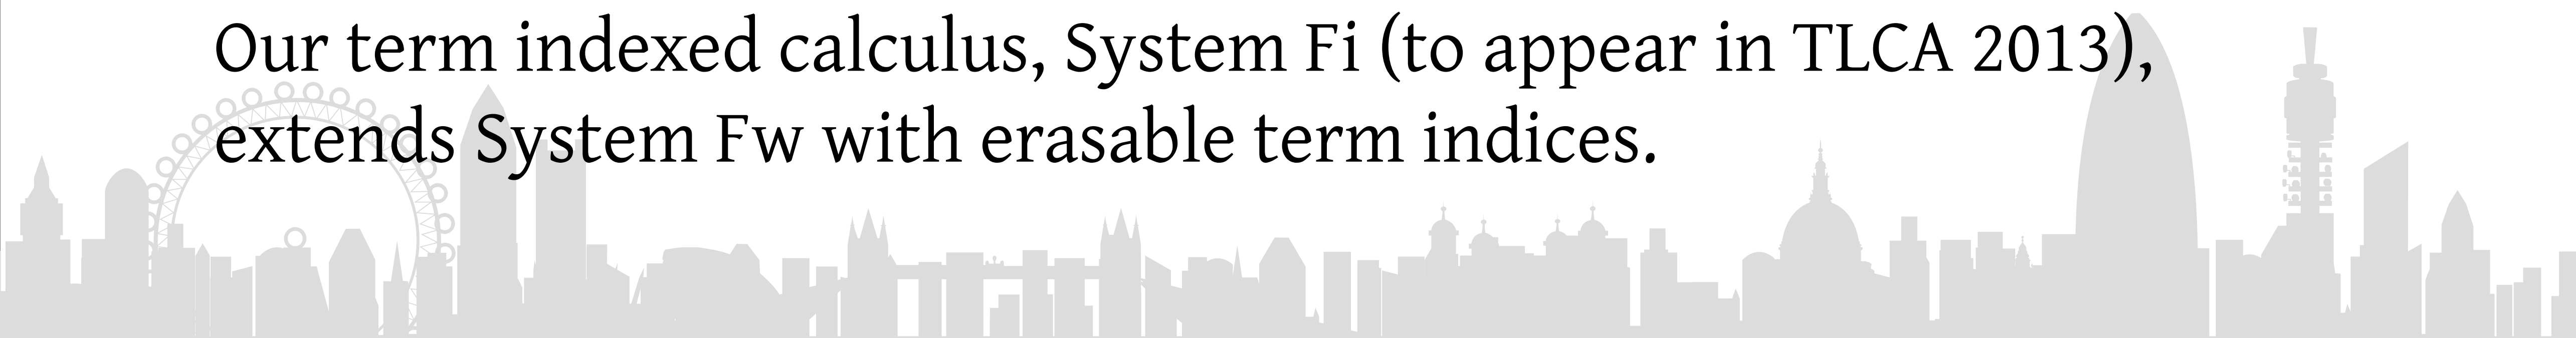 Our term indexed calculus, System Fi (to appear in TLCA 2013),
extends System Fw with erasable term indices.